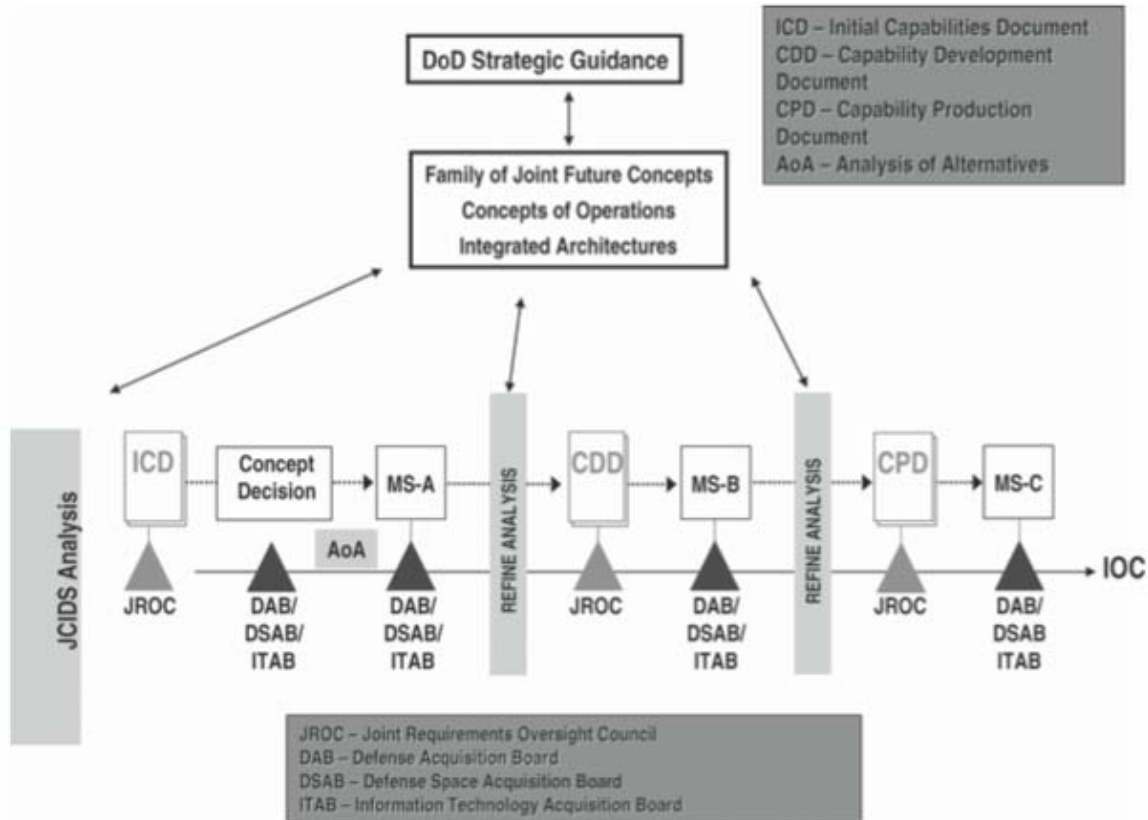 ICD – Initial Capabilities Document
CDD – Capability Development
Document
CPD – Capability Production
Document
AoA – Analysis of Alternatives
DoD Strategic Guidance
Family of Joint Future Concepts
Concepts of Operations
Integrated Architectures
JCIDS Analysis
ICD
Concept
Decision
MS-A
REFINE ANALYSIS
CDD
MS-B
REFINE ANALYSIS
CPD
MS-C
AoA
IOC
JROC
DAB/
DSAB/
ITAB
DAB/
DSAB/
ITAB
JROC
DAB/
DSAB/
ITAB
JROC
DAB/
DSAB
ITAB
JROC – Joint Requirements Oversight Council
DAB – Defense Acquisition Board
DSAB – Defense Space Acquisition Board
ITAB – Information Technology Acquisition Board